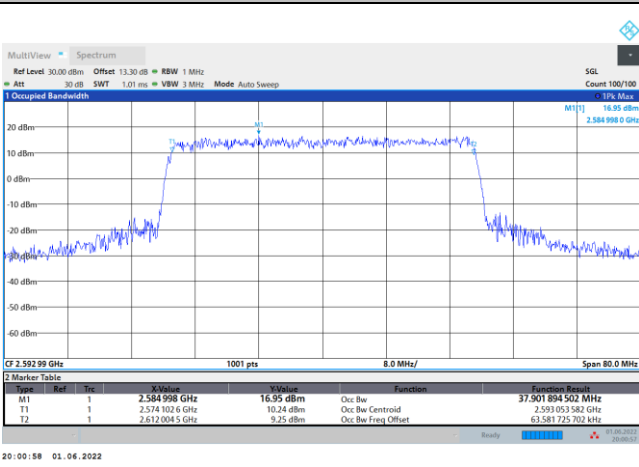 MultiView Spectrum
Ref Level 30.00 dBm Offset 13.30 dB RBW 1 MHz SGL
Att 30 dB SWT 1.01 ms VBW 3 MHz Mode Auto Sweep Count 100/100
1 Occupied Bandwidth 1Pk Max
M1[1] 16.95 dBm
2.584 998 0 GHz
M1
20 dBm
T1
10 dBm
0 dBm
-10 dBm
-20 dBm
-40 dBm
-50 dBm
-60 dBm
CF 2.592 99 GHz 1001 pts 8.0 MHz/ Span 80.0 MHz
2 Marker Table
Type Ref Trc X-Value Y-Value Function Function Result
M1 1 2.584 998 GHz 16.95 dBm Occ Bw 37.901 894 502 MHz
T1 1 2.574 102 6 GHz 10.24 dBm Occ Bw Centroid 2.593 053 582 GHz
T2 1 2.612 004 5 GHz 9.25 dBm Occ Bw Freq Offset 63.581 725 702 kHz
Ready 01.06.2022
20:00:57
20:00:58 01.06.2022